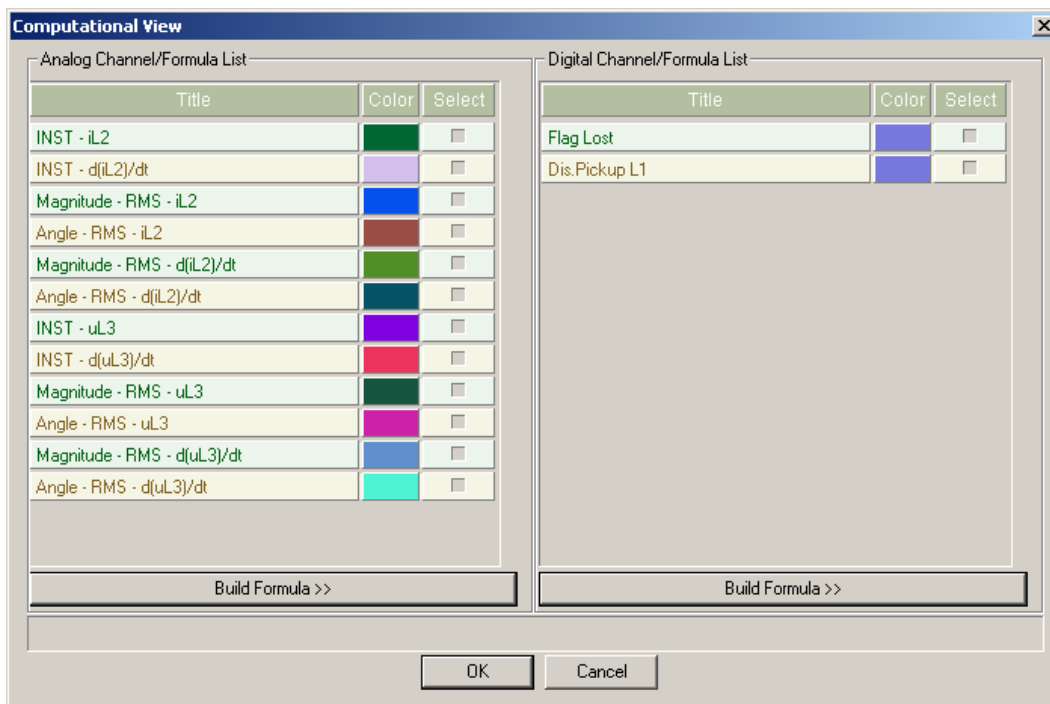 Computational View
Analog Channel/Formula List
Title Color Select
INST - iL2
INST - d(iL2)/dt
Magnitude - RMS - iL2
Angle - RMS - iL2
Magnitude - RMS - d(iL2)/dt
Angle - RMS - d(iL2)/dt
INST - uL3
INST - d(uL3)/dt
Magnitude - RMS - uL3
Angle - RMS - uL3
Magnitude - RMS - d(uL3)/dt
Angle - RMS - d(uL3)/dt
Build Formula >>
Digital Channel/Formula List
Title Color Select
Flag Lost
Dis.Pickup L1
Build Formula >>
OK Cancel